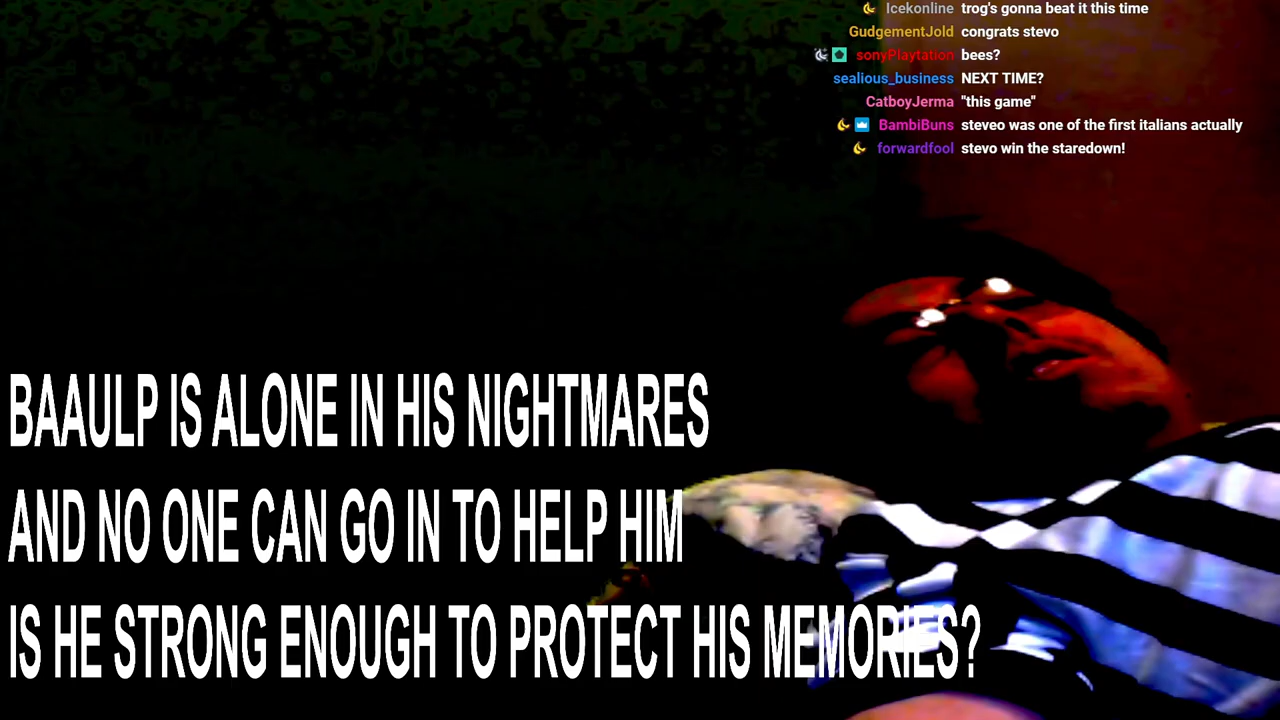 Icekonline trog's gonna beat it this time
GudgementJold congrats stevo
sonyPlaytation bees?
sealious_business NEXT TIME?
CatboyJerma "this game"
BambiBuns steveo was one of the first italians actually
forwardfool stevo win the staredown!
BAAULP IS ALONE IN HIS NIGHTMARES
AND NO ONE CAN GO IN TO HELP HIM
IS HE STRONG ENOUGH TO PROTECT HIS MEMORIES?